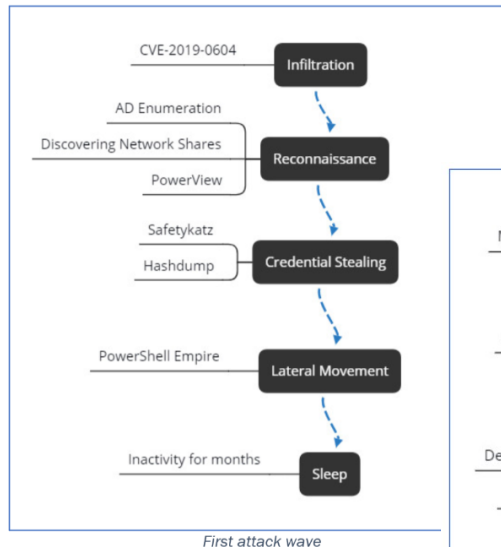 CVE-2019-0604
Infiltration
AD Enumeration
Discovering Network Shares
PowerView
Reconnaissance
Safetykatz
Hashdump
Credential Stealing
PowerShell Empire
Lateral Movement
Inactivity for months
Sleep
First attack wave